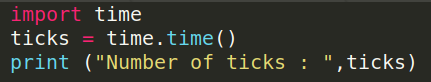 import time
ticks = time.time()
print ("Number of ticks : ",ticks)